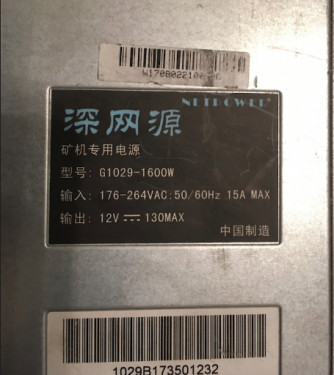 NETPOWER®
深网源
矿机专用电源
型号: G1029-1600W
输入: 176-264VAC:50/60Hz 15A MAX
输出: 12V ⎓ 130MAX
中国制造
1029B173501232